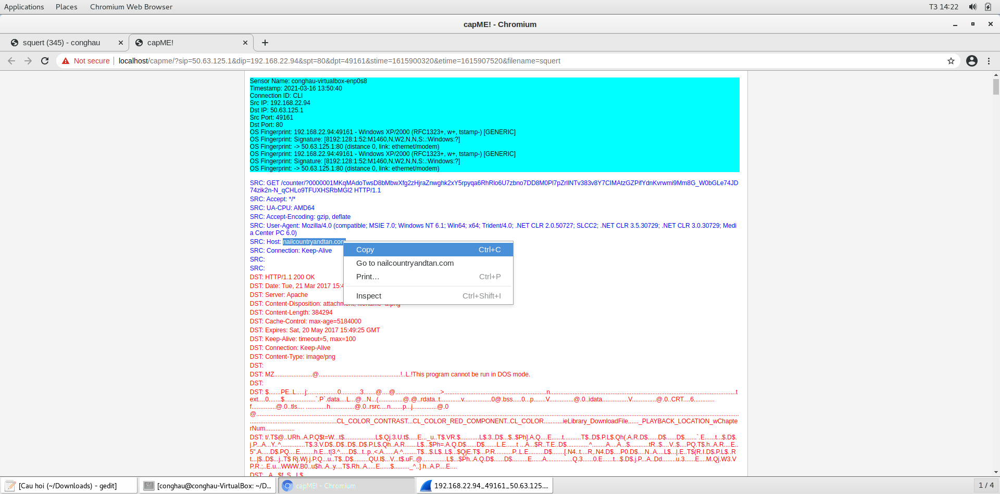 Applications Places Chromium Web Browser T3 14:22
capME! - Chromium
squert (345) - conghau capME!
Not secure localhost/capme/?sip=50.63.125.1&dip=192.168.22.94&spt=80&dpt=49161&stime=1615900320&etime=1615907520&filename=squert
Sensor Name: conghau-virtualbox-enp0s8
Timestamp: 2021-03-16 13:50:40
Connection ID: CLI
Src IP: 192.168.22.94
Dst IP: 50.63.125.1
Src Port: 49161
Dst Port: 80
OS Fingerprint: 192.168.22.94:49161 - Windows XP/2000 (RFC1323+, w+, tstamp-) [GENERIC]
OS Fingerprint: Signature: [8192:128:1:52:M1460,N,W2,N,N,S:.:Windows:?]
OS Fingerprint: -> 50.63.125.1:80 (distance 0, link: ethernet/modem)
OS Fingerprint: 192.168.22.94:49161 - Windows XP/2000 (RFC1323+, w+, tstamp-) [GENERIC]
OS Fingerprint: Signature: [8192:128:1:52:M1460,N,W2,N,N,S:.:Windows:?]
OS Fingerprint: -> 50.63.125.1:80 (distance 0, link: ethernet/modem)
SRC: GET /counter/?0000001MKqMAdoTwsD8bMbwXfg2zHjraZnwghk2xY5rpyqa6RhRlo6U7zbno7DD8M0Pl7pZrllNTv383v8Y7CIMAtzGZPifYdnKvrwmi9Mm8G_W0bGLe74JD
74zik2n-N_qCHLo9TFUXHSRbMGl2 HTTP/1.1
SRC: Accept: */*
SRC: UA-CPU: AMD64
SRC: Accept-Encoding: gzip, deflate
SRC: User-Agent: Mozilla/4.0 (compatible; MSIE 7.0; Windows NT 6.1; Win64; x64; Trident/4.0; .NET CLR 2.0.50727; SLCC2; .NET CLR 3.5.30729; .NET CLR 3.0.30729; Medi
a Center PC 6.0)
SRC: Host: nailcountryandtan.com
SRC: Connection: Keep-Alive
SRC:
SRC:
Copy Ctrl+C
Go to nailcountryandtan.com
Print… Ctrl+P
Inspect Ctrl+Shift+I
DST: HTTP/1.1 200 OK
DST: Date: Tue, 21 Mar 2017 15:4
DST: Server: Apache
DST: Content-Disposition: attachment;
DST: Content-Length: 384294
DST: Cache-Control: max-age=5184000
DST: Expires: Sat, 20 May 2017 15:49:25 GMT
DST: Keep-Alive: timeout=5, max=100
DST: Connection: Keep-Alive
DST: Content-Type: image/png
DST:
DST: MZ......................@...............................................!..L.!This program cannot be run in DOS mode.
DST:
DST: $.......PE..L.....j;.................0...........3.......@....@..........................>...........................................................n.............................................................................................................t
ext....0.......$..................`.P`.data....L...@...N...(..............@.@..rdata..t............v................0@.bss.....0...p.......V..............@.0..idata...............V.............@.0..CRT....6............
f..............@.0..tls.... ............h..............@.0..rsrc....n.......p...j..............@.0
@
CL_COLOR_CONTRAST...CL_COLOR_RED_COMPONENT..CL_COLOR...........ieLibrary_DownloadFile......_PLAYBACK_LOCATION_wChapte
rNum.................
[Cau hoi (~/Downloads) - gedit] [conghau@conghau-VirtualBox: ~/D... capME! - Chromium 192.168.22.94_49161_50.63.125.... 1 / 4